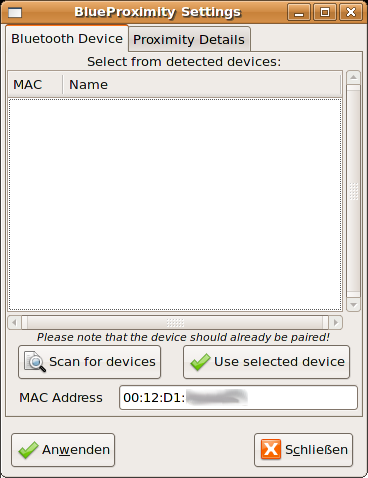 BlueProximity Settings
Bluetooth Device Proximity Details
Select from detected devices:
MAC Name
Please note that the device should already be paired!
Scan for devices Use selected device
MAC Address 00:12:D1:
Anwenden Schließen